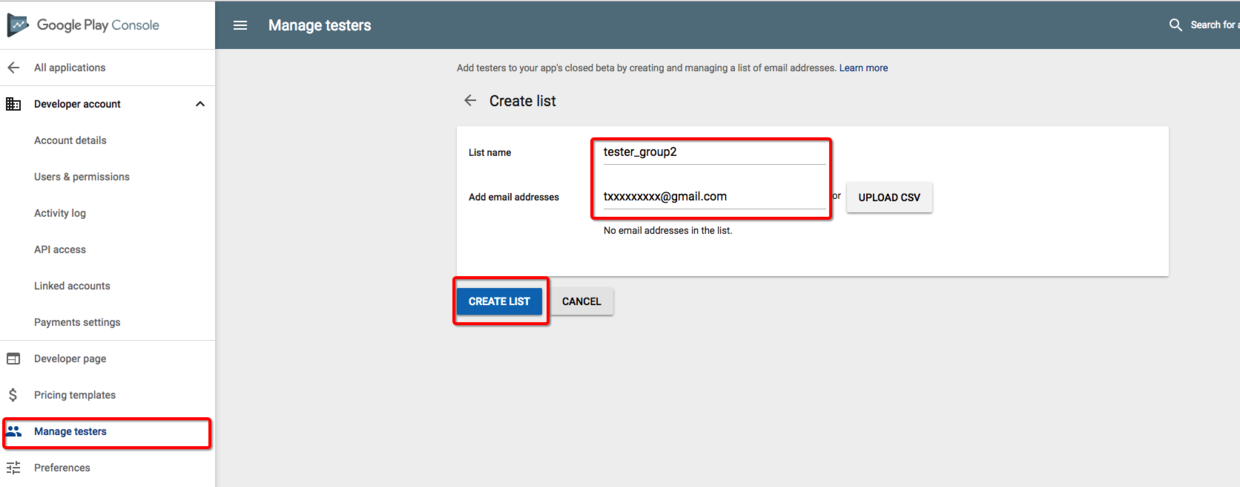 Google Play Console
All applications
Developer account
Account details
Users & permissions
Activity log
API access
Linked accounts
Payments settings
Developer page
Pricing templates
Manage testers
Preferences
Manage testers
Search for a
Add testers to your app's closed beta by creating and managing a list of email addresses. Learn more
Create list
List name
tester_group2
Add email addresses
txxxxxxxxx@gmail.com
or
UPLOAD CSV
No email addresses in the list.
CREATE LIST
CANCEL